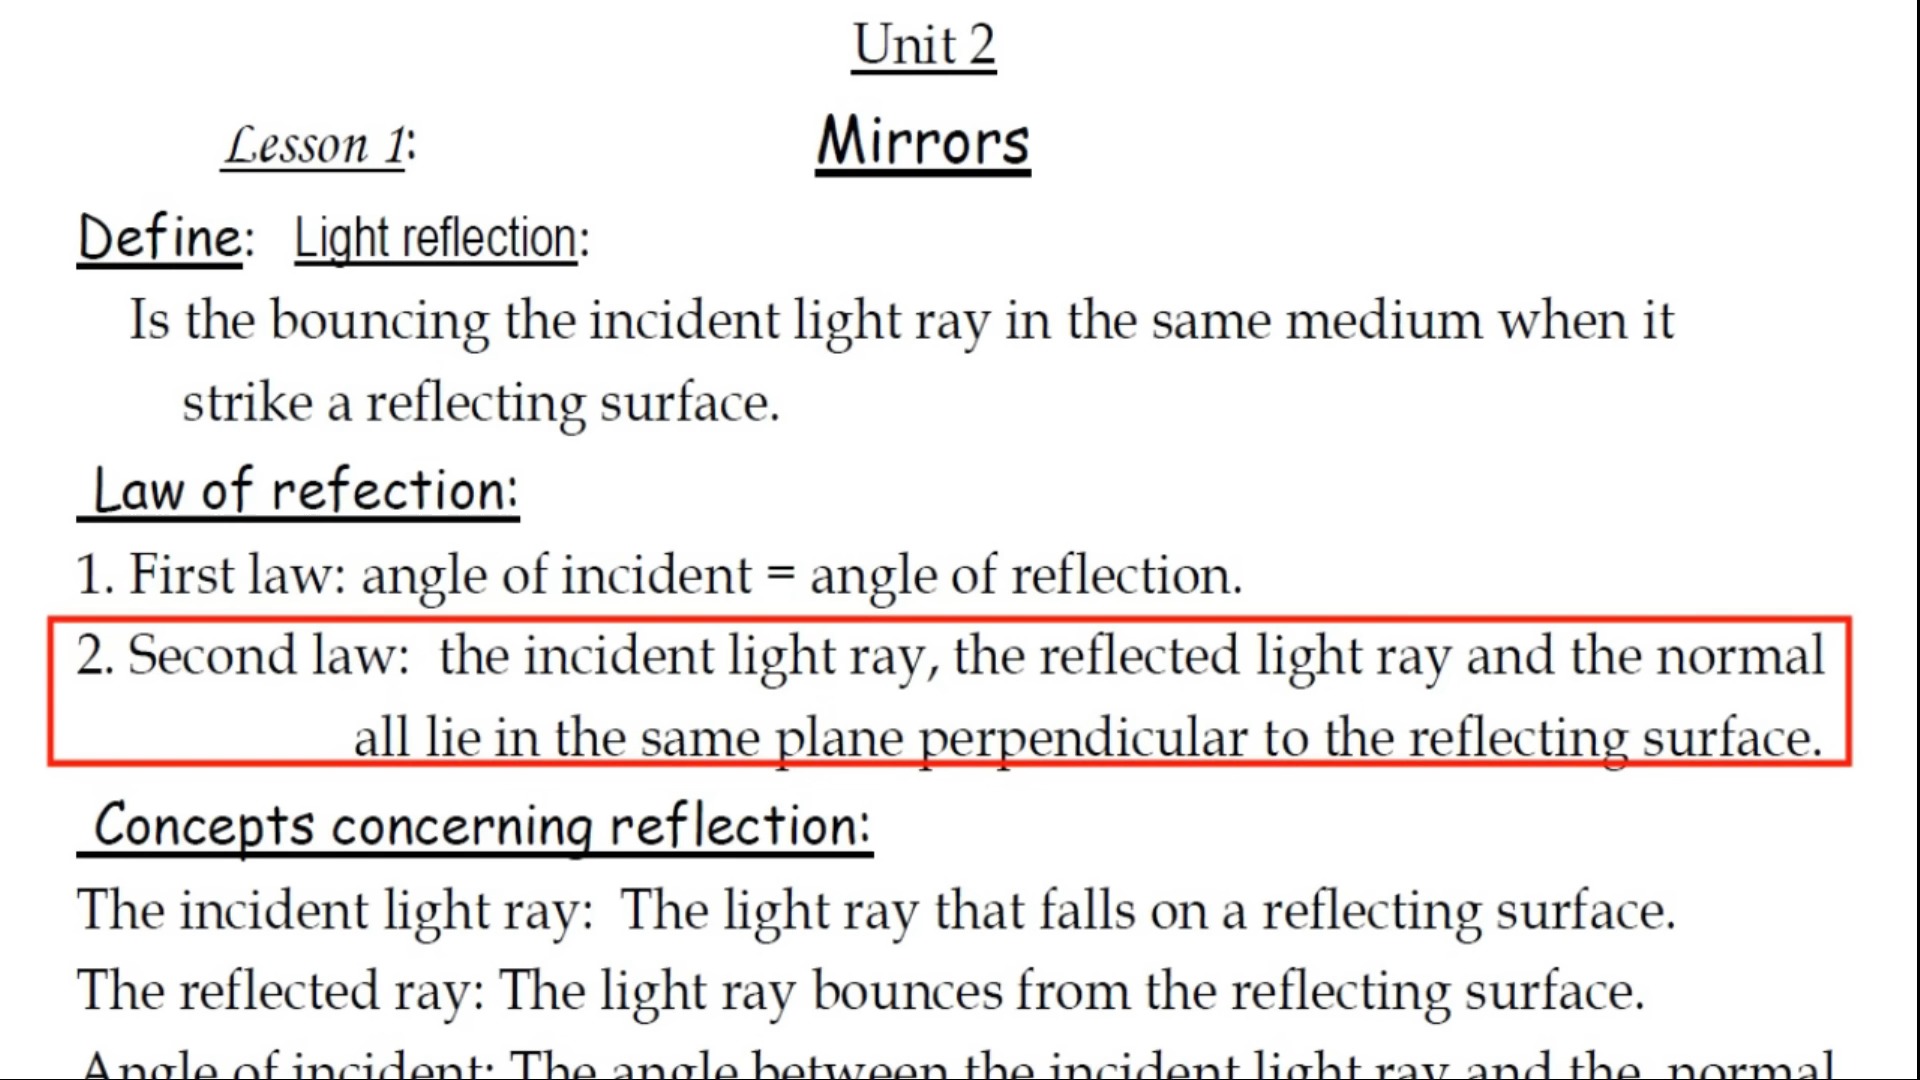 Unit 2
Lesson 1: Mirrors
Define: Light reflection:
Is the bouncing the incident light ray in the same medium when it
strike a reflecting surface.
Law of refection:
1. First law: angle of incident = angle of reflection.
2. Second law: the incident light ray, the reflected light ray and the normal
all lie in the same plane perpendicular to the reflecting surface.
Concepts concerning reflection:
The incident light ray: The light ray that falls on a reflecting surface.
The reflected ray: The light ray bounces from the reflecting surface.
Angle of incident: The angle between the incident light ray and the normal